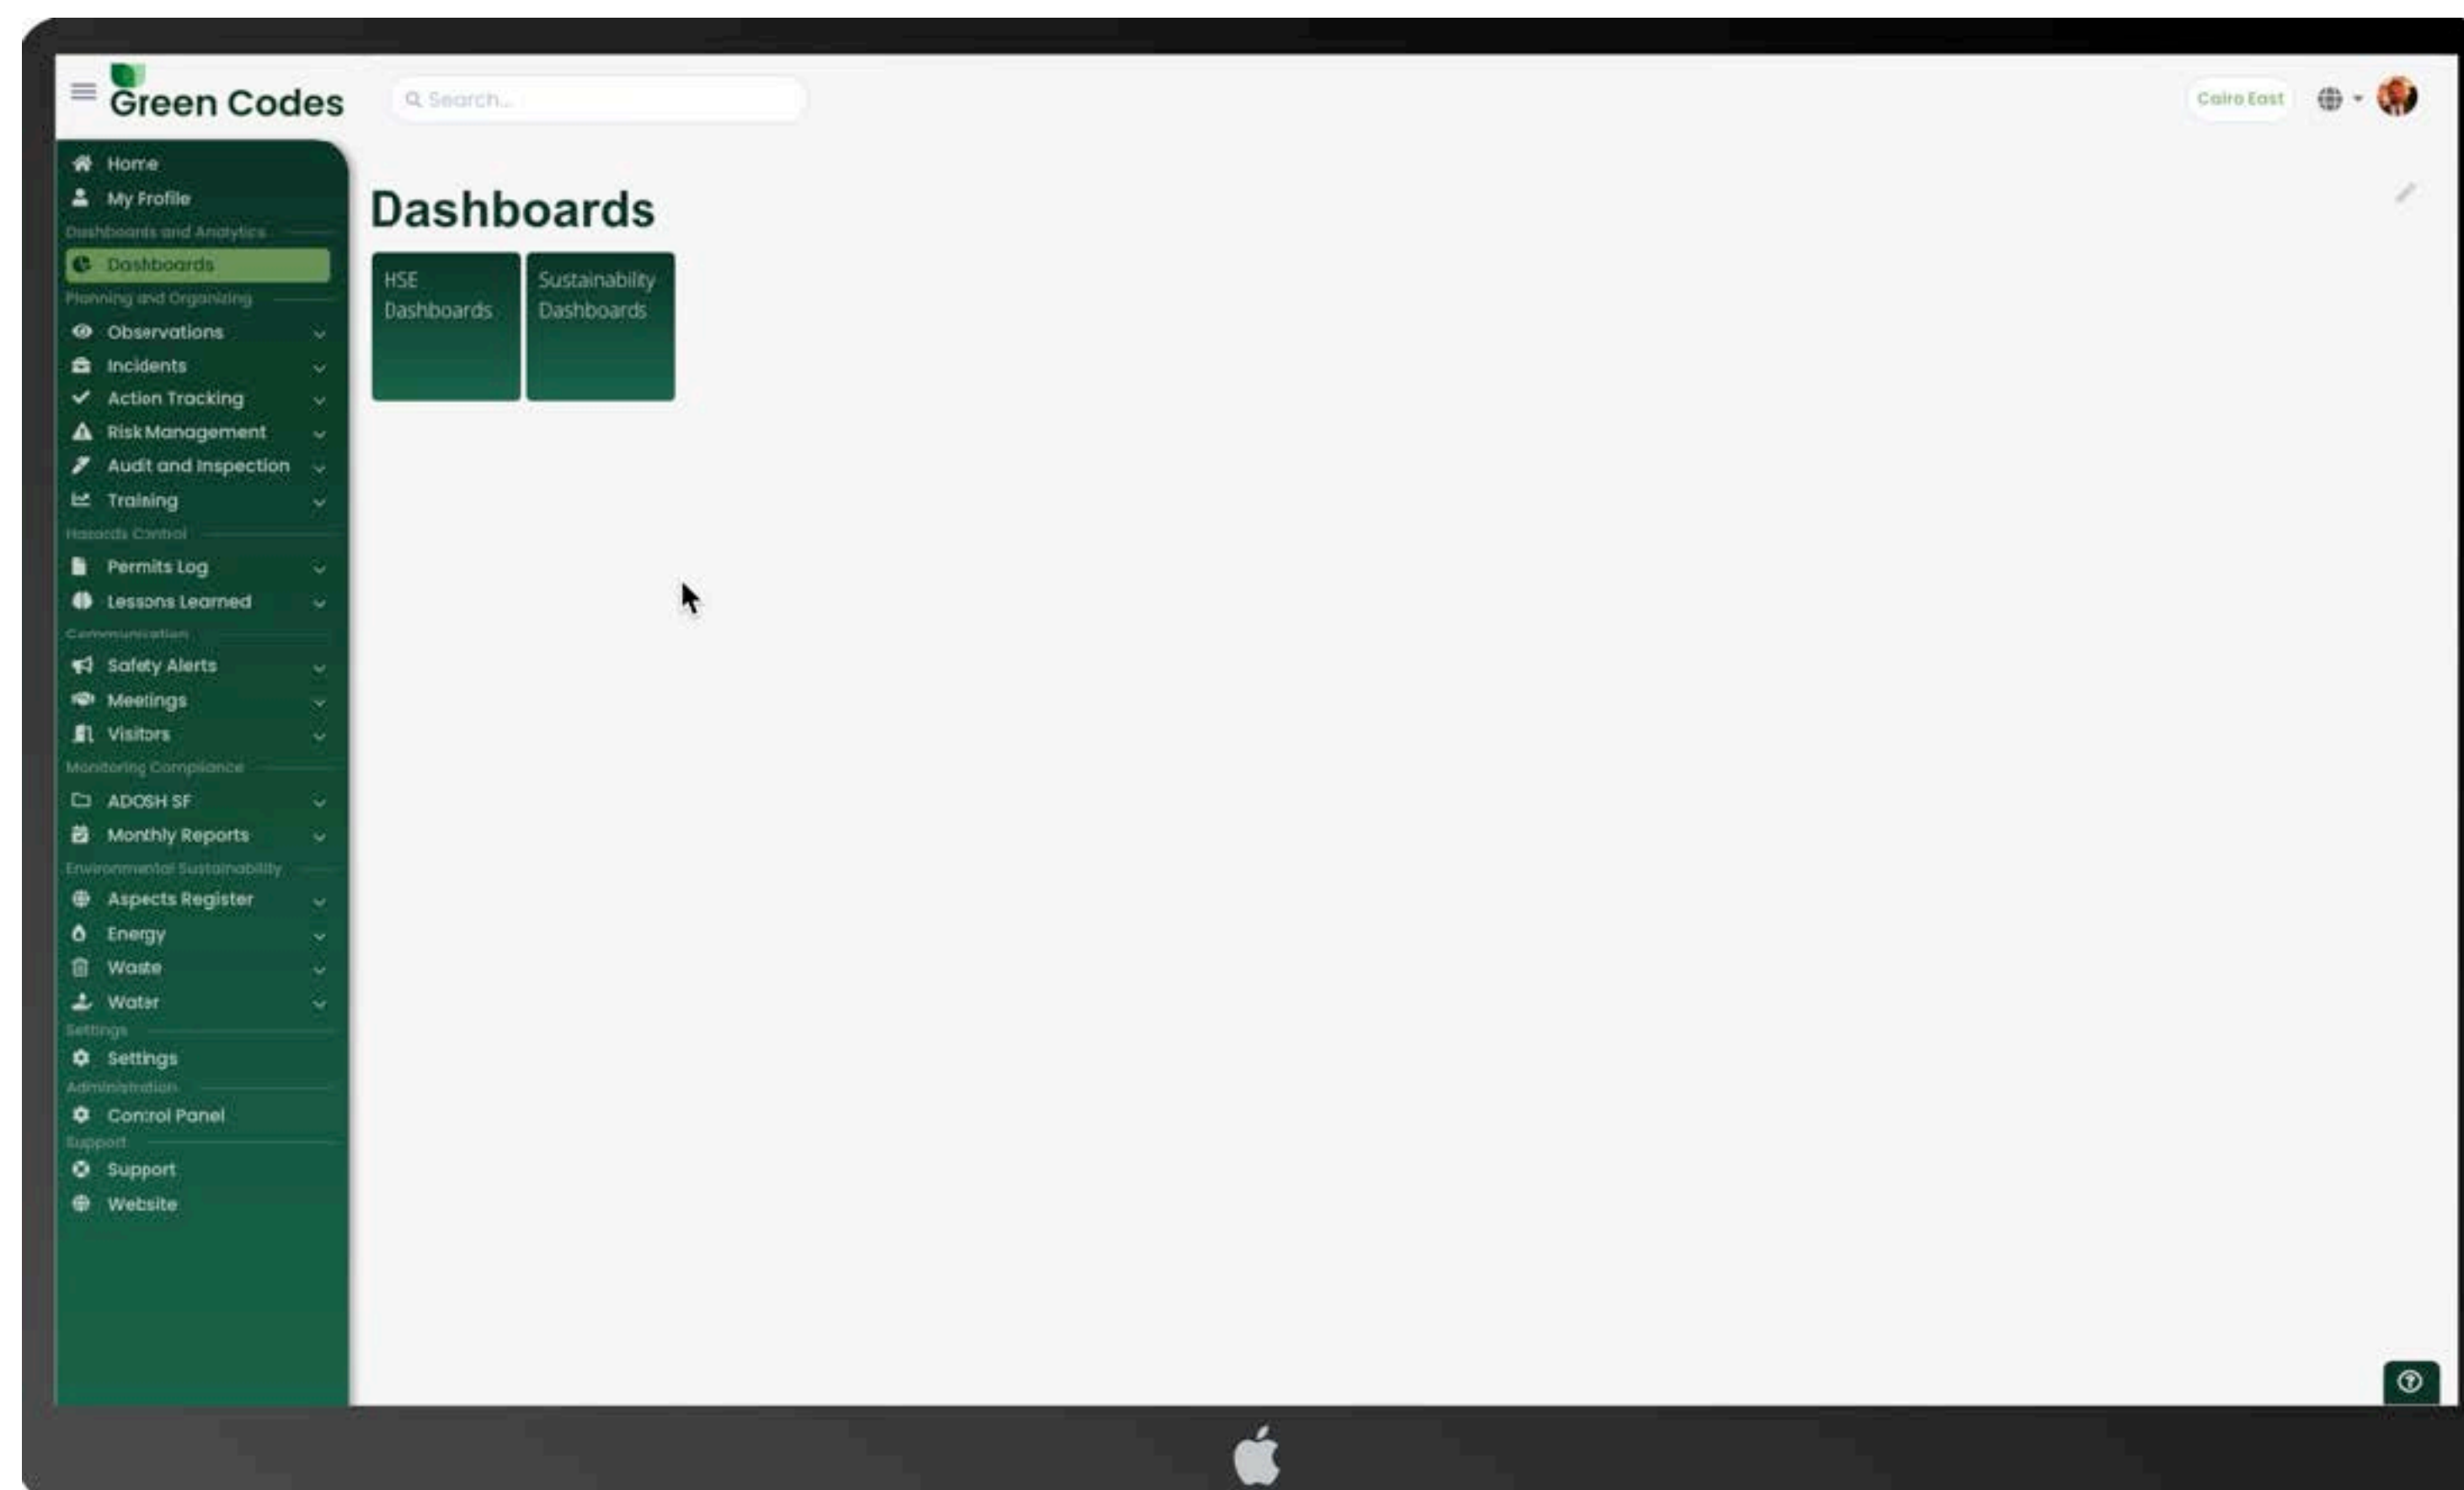 Green Codes
Search...
Cairo East
Home
My Profile
Dashboards and Analytics
Dashboards
Planning and Organizing
Observations
Incidents
Action Tracking
Risk Management
Audit and Inspection
Training
Hazards Control
Permits Log
Lessons Learned
Communication
Safety Alerts
Meetings
Visitors
Monitoring Compliance
ADOSH SF
Monthly Reports
Environmental Sustainability
Aspects Register
Energy
Waste
Water
Settings
Settings
Administration
Control Panel
Support
Support
Website
Dashboards
HSE
Dashboards
Sustainability
Dashboards